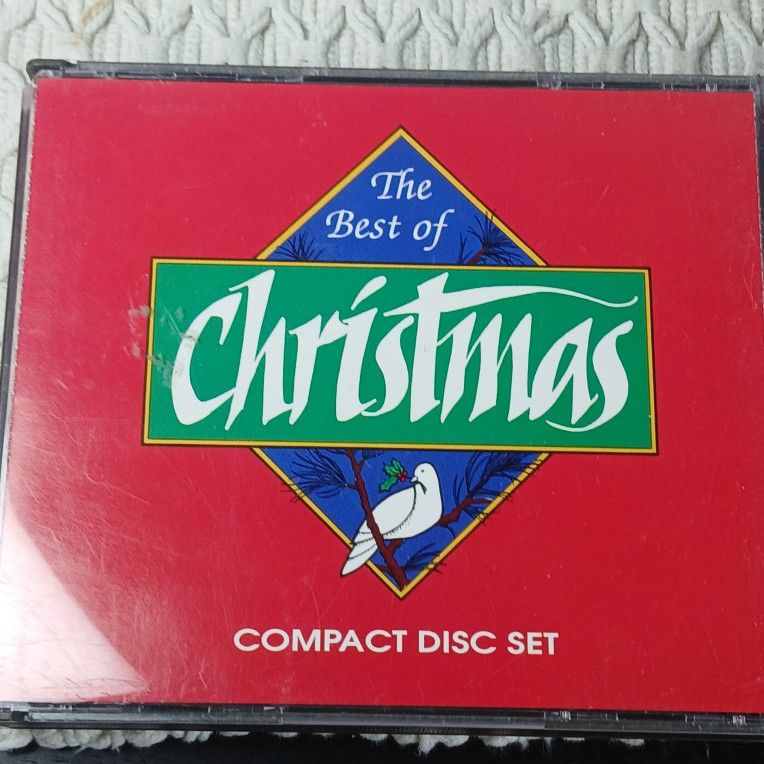 The
Best of
Christmas
COMPACT DISC SET